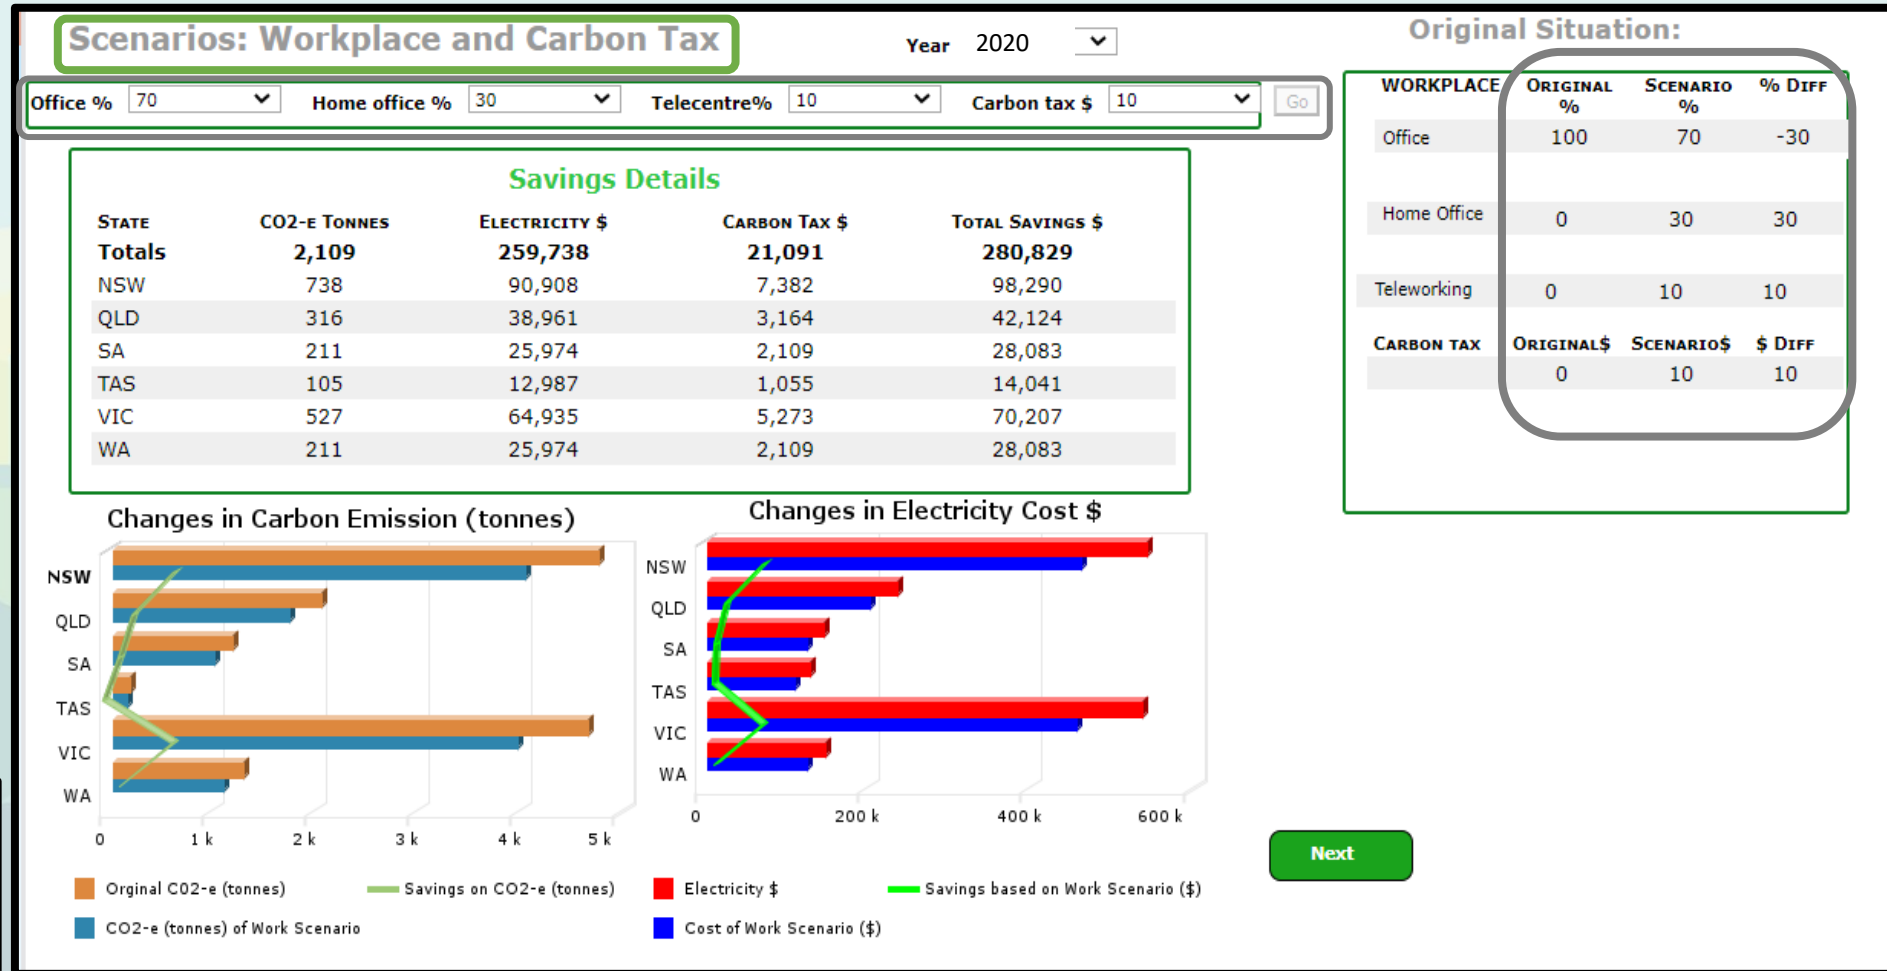 Scenarios: Workplace and Carbon Tax
Year 2020
Office % 70 Home office % 30 Telecentre% 10 Carbon tax $ 10 Go
Savings Details
STATE CO2-E TONNES ELECTRICITY $ CARBON TAX $ TOTAL SAVINGS $
Totals 2,109 259,738 21,091 280,829
NSW 738 90,908 7,382 98,290
QLD 316 38,961 3,164 42,124
SA 211 25,974 2,109 28,083
TAS 105 12,987 1,055 14,041
VIC 527 64,935 5,273 70,207
WA 211 25,974 2,109 28,083
Original Situation:
WORKPLACE ORIGINAL % SCENARIO % % DIFF
Office 100 70 -30
Home Office 0 30 30
Teleworking 0 10 10
CARBON TAX ORIGINAL$ SCENARIO$ $ DIFF
0 10 10
Changes in Carbon Emission (tonnes)
NSW
QLD
SA
TAS
VIC
WA
0 1 k 2 k 3 k 4 k 5 k
Orginal C02-e (tonnes) Savings on CO2-e (tonnes)
CO2-e (tonnes) of Work Scenario
Changes in Electricity Cost $
NSW
QLD
SA
TAS
VIC
WA
0 200 k 400 k 600 k
Electricity $ Savings based on Work Scenario ($)
Cost of Work Scenario ($)
Next